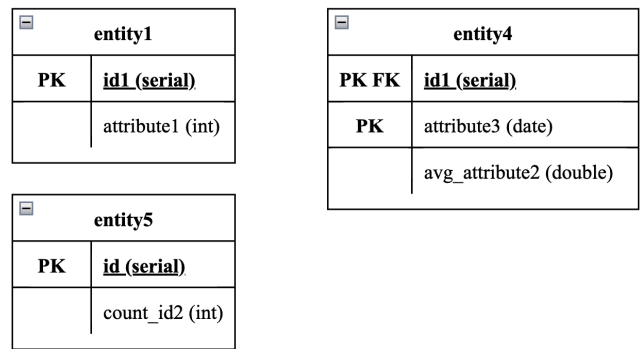 entity1
PK id1 (serial)
attribute1 (int)
entity4
PK FK id1 (serial)
PK attribute3 (date)
avg_attribute2 (double)
entity5
PK id (serial)
count_id2 (int)